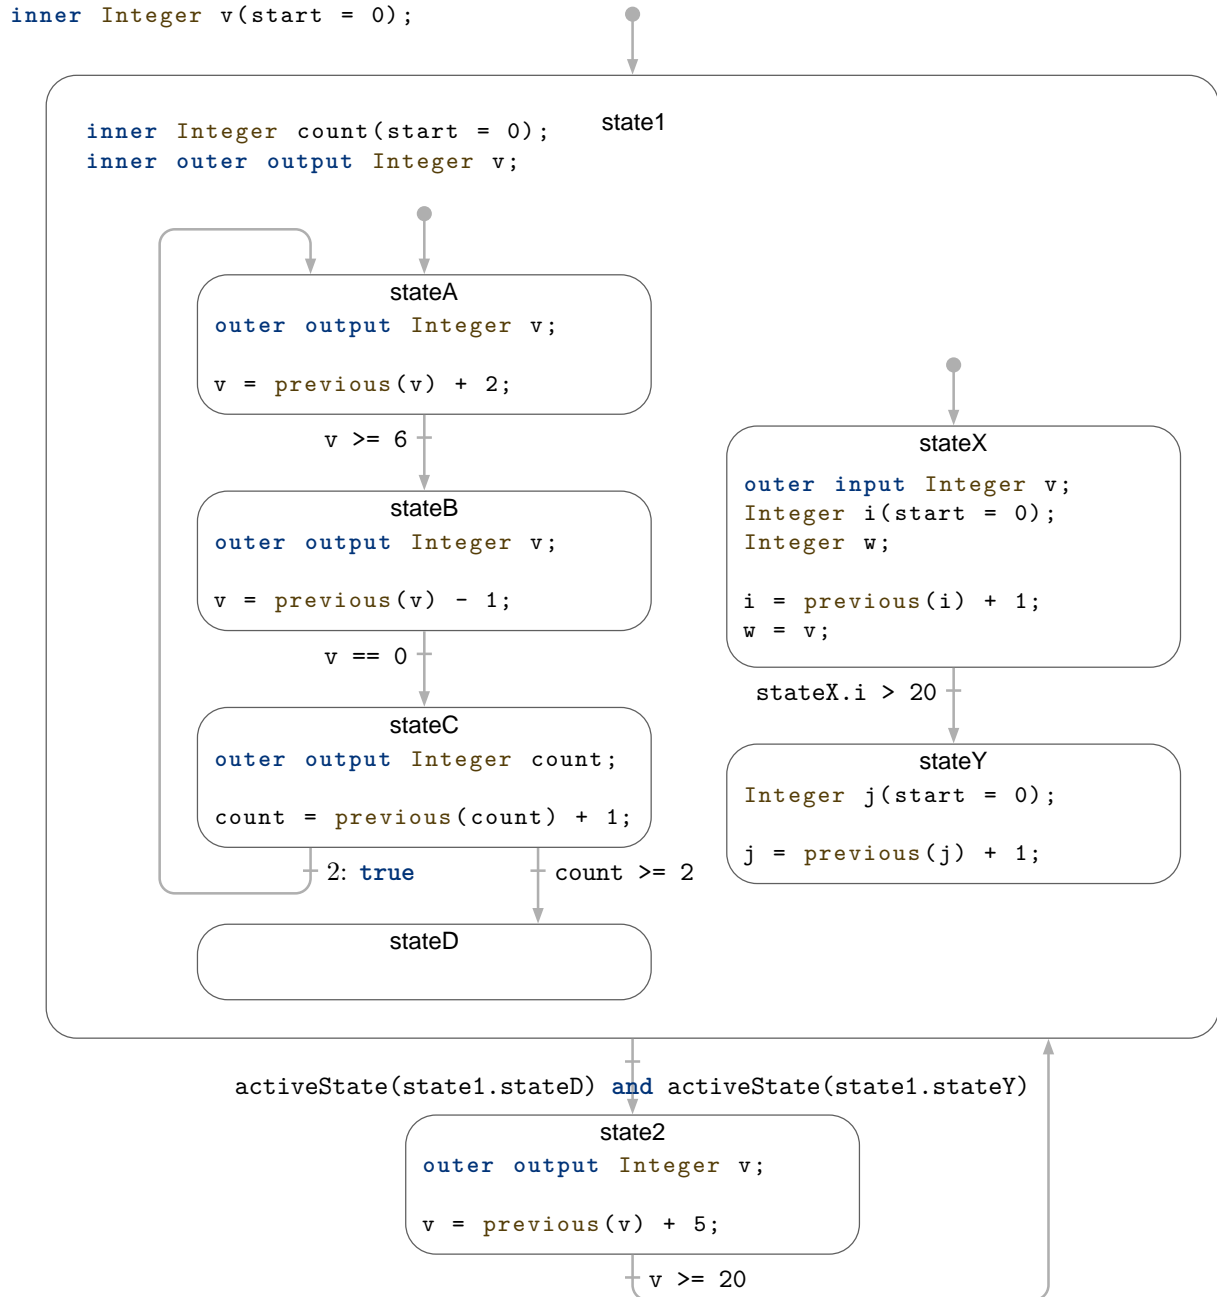 inner Integer v(start = 0);
state1
inner Integer count(start = 0);
inner outer output Integer v;
stateA
outer output Integer v;
v = previous(v) + 2;
v >= 6
stateB
outer output Integer v;
v = previous(v) - 1;
v == 0
stateC
outer output Integer count;
count = previous(count) + 1;
2: true
count >= 2
stateD
stateX
outer input Integer v;
Integer i(start = 0);
Integer w;
i = previous(i) + 1;
w = v;
stateX.i > 20
stateY
Integer j(start = 0);
j = previous(j) + 1;
activeState(state1.stateD) and activeState(state1.stateY)
state2
outer output Integer v;
v = previous(v) + 5;
v >= 20